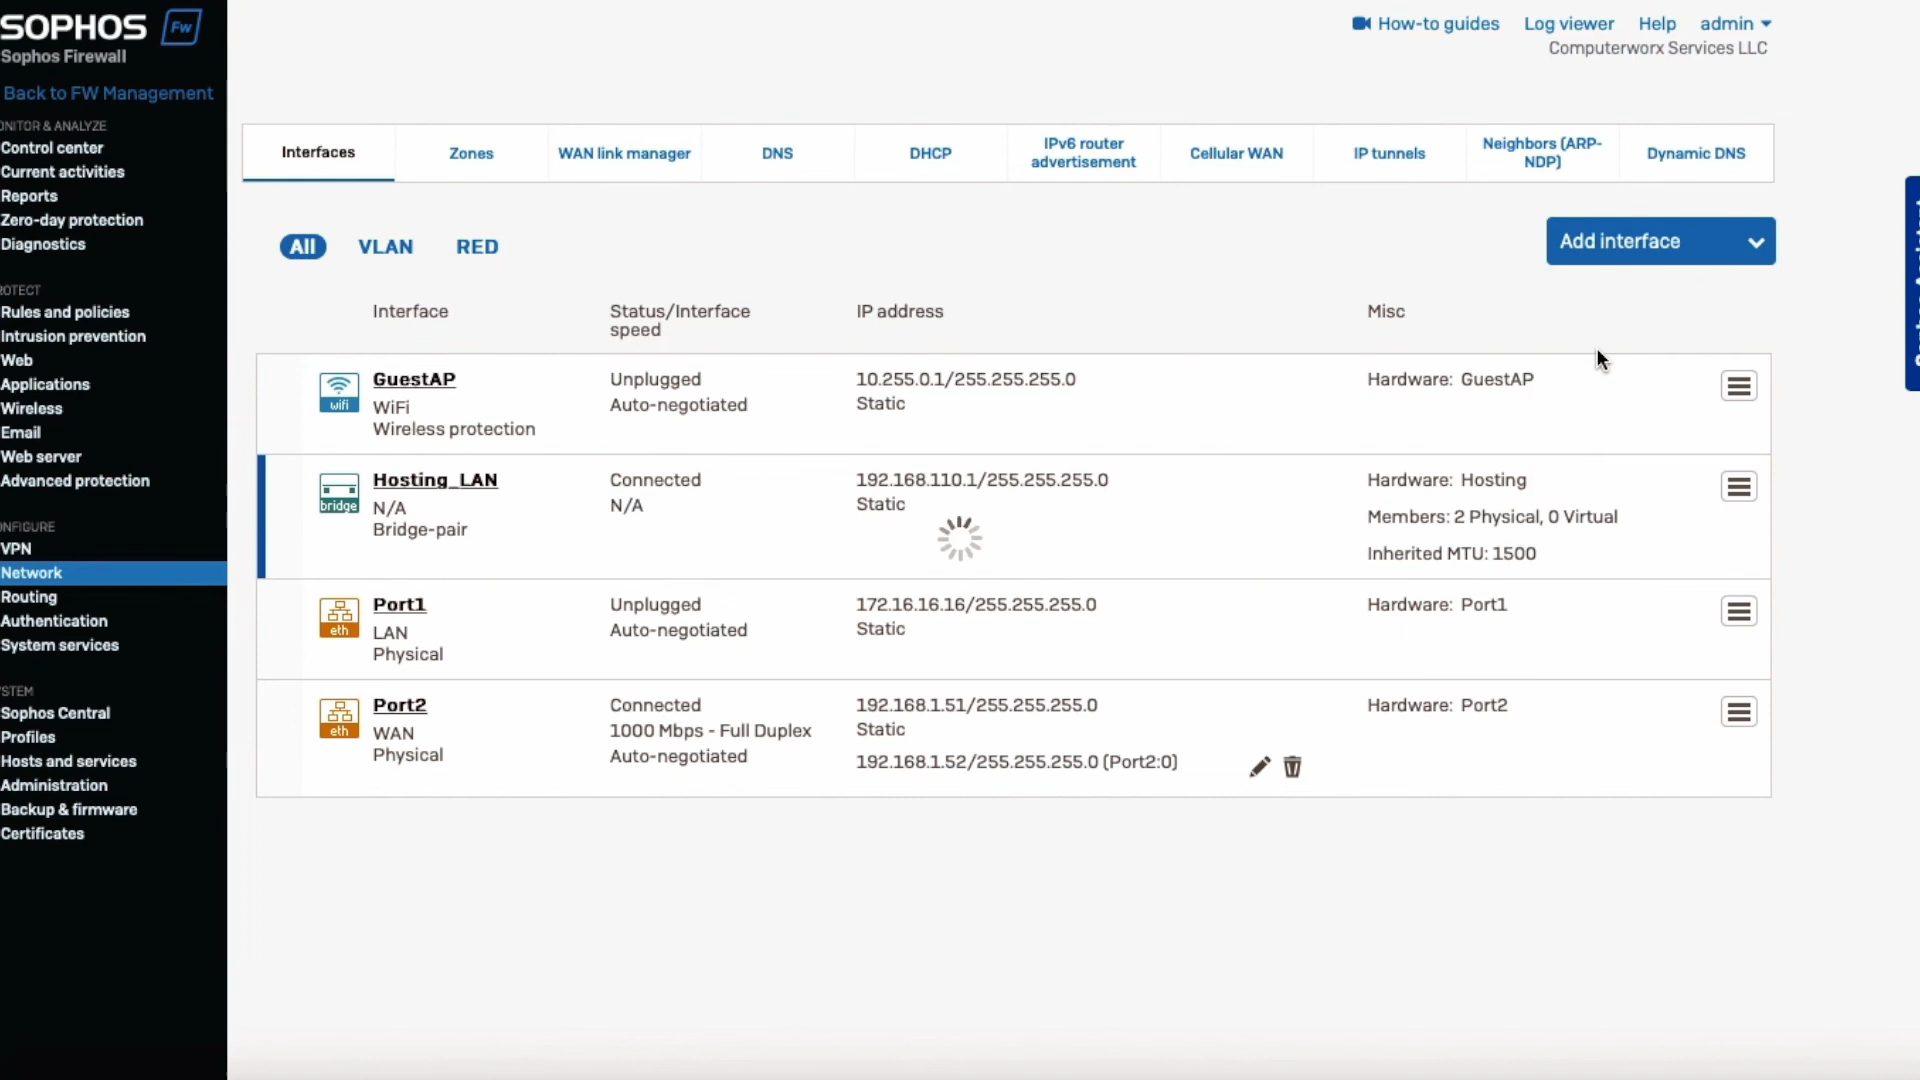 SOPHOS Fw
Sophos Firewall
Back to FW Management
ONITOR & ANALYZE
Control center
Current activities
Reports
Zero-day protection
Diagnostics
ROTECT
Rules and policies
Intrusion prevention
Web
Applications
Wireless
Email
Web server
Advanced protection
ONFIGURE
VPN
Network
Routing
Authentication
System services
YSTEM
Sophos Central
Profiles
Hosts and services
Administration
Backup & firmware
Certificates
How-to guides Log viewer Help admin
Computerworx Services LLC
Interfaces Zones WAN link manager DNS DHCP IPv6 router advertisement Cellular WAN IP tunnels Neighbors (ARP-NDP) Dynamic DNS
All VLAN RED
Add interface
Interface Status/Interface speed IP address Misc
wifi
GuestAP Unplugged 10.255.0.1/255.255.255.0 Hardware: GuestAP
WiFi Auto-negotiated Static
Wireless protection
bridge
Hosting_LAN Connected 192.168.110.1/255.255.255.0 Hardware: Hosting
N/A N/A Static Members: 2 Physical, 0 Virtual
Bridge-pair Inherited MTU: 1500
eth
Port1 Unplugged 172.16.16.16/255.255.255.0 Hardware: Port1
LAN Auto-negotiated Static
Physical
eth
Port2 Connected 192.168.1.51/255.255.255.0 Hardware: Port2
WAN 1000 Mbps - Full Duplex Static
Physical Auto-negotiated 192.168.1.52/255.255.255.0 (Port2:0)